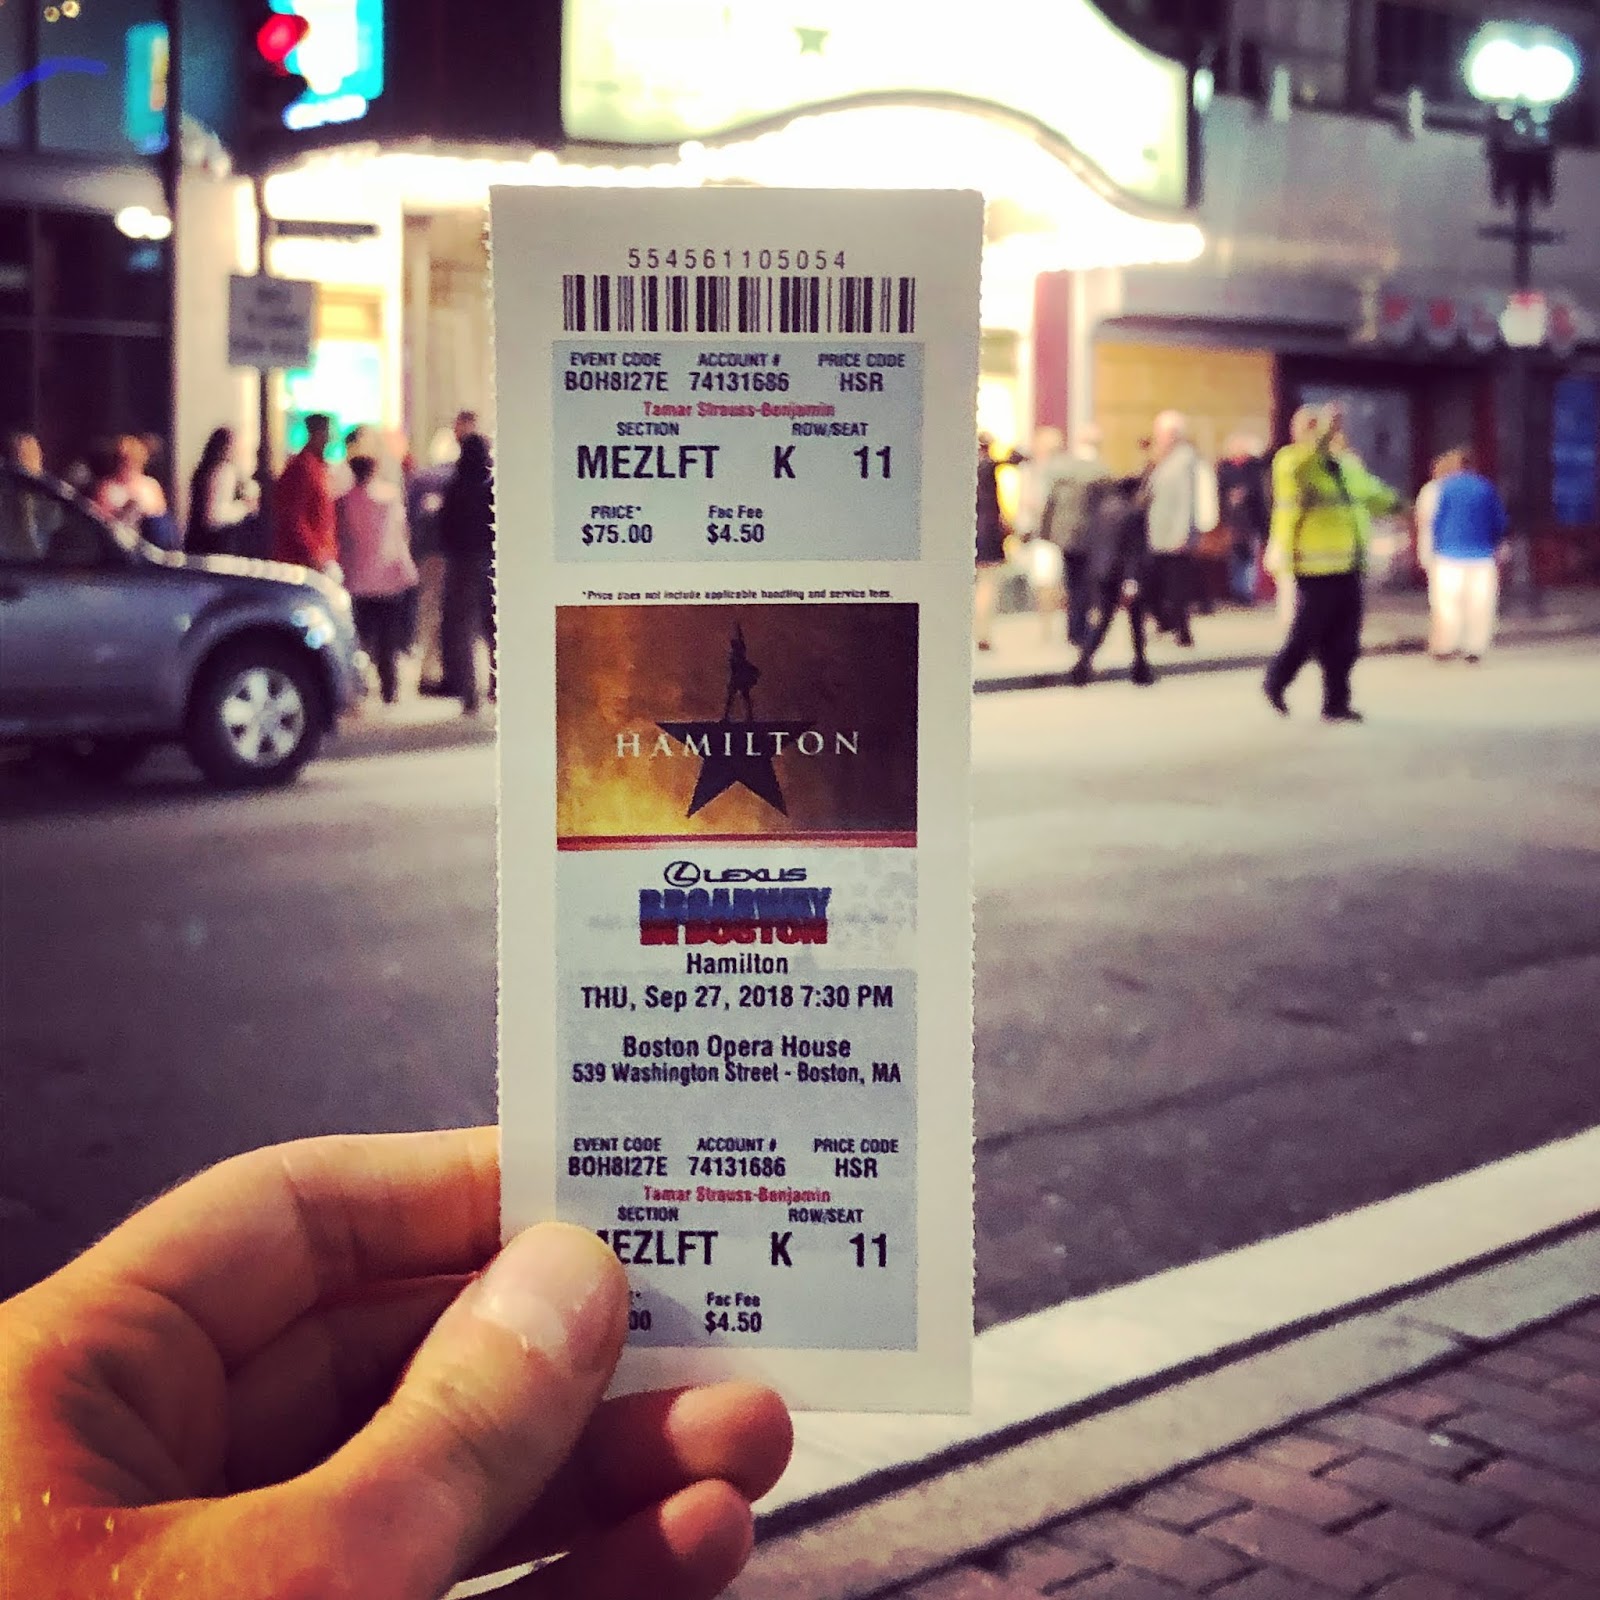 554561105054
EVENT CODE ACCOUNT # PRICE CODE
BOH8I27E 74131686 HSR
Tamar Strauss-Benjamin
SECTION ROW/SEAT
MEZLFT K 11
PRICE* Fac Fee
$75.00 $4.50
*Price does not include applicable handling and service fees.
HAMILTON
LEXUS
BROADWAY
IN BOSTON
Hamilton
THU, Sep 27, 2018 7:30 PM
Boston Opera House
539 Washington Street - Boston, MA
EVENT CODE ACCOUNT # PRICE CODE
BOH8I27E 74131686 HSR
Tamar Strauss-Benjamin
SECTION ROW/SEAT
EZLFT K 11
Fac Fee
00 $4.50